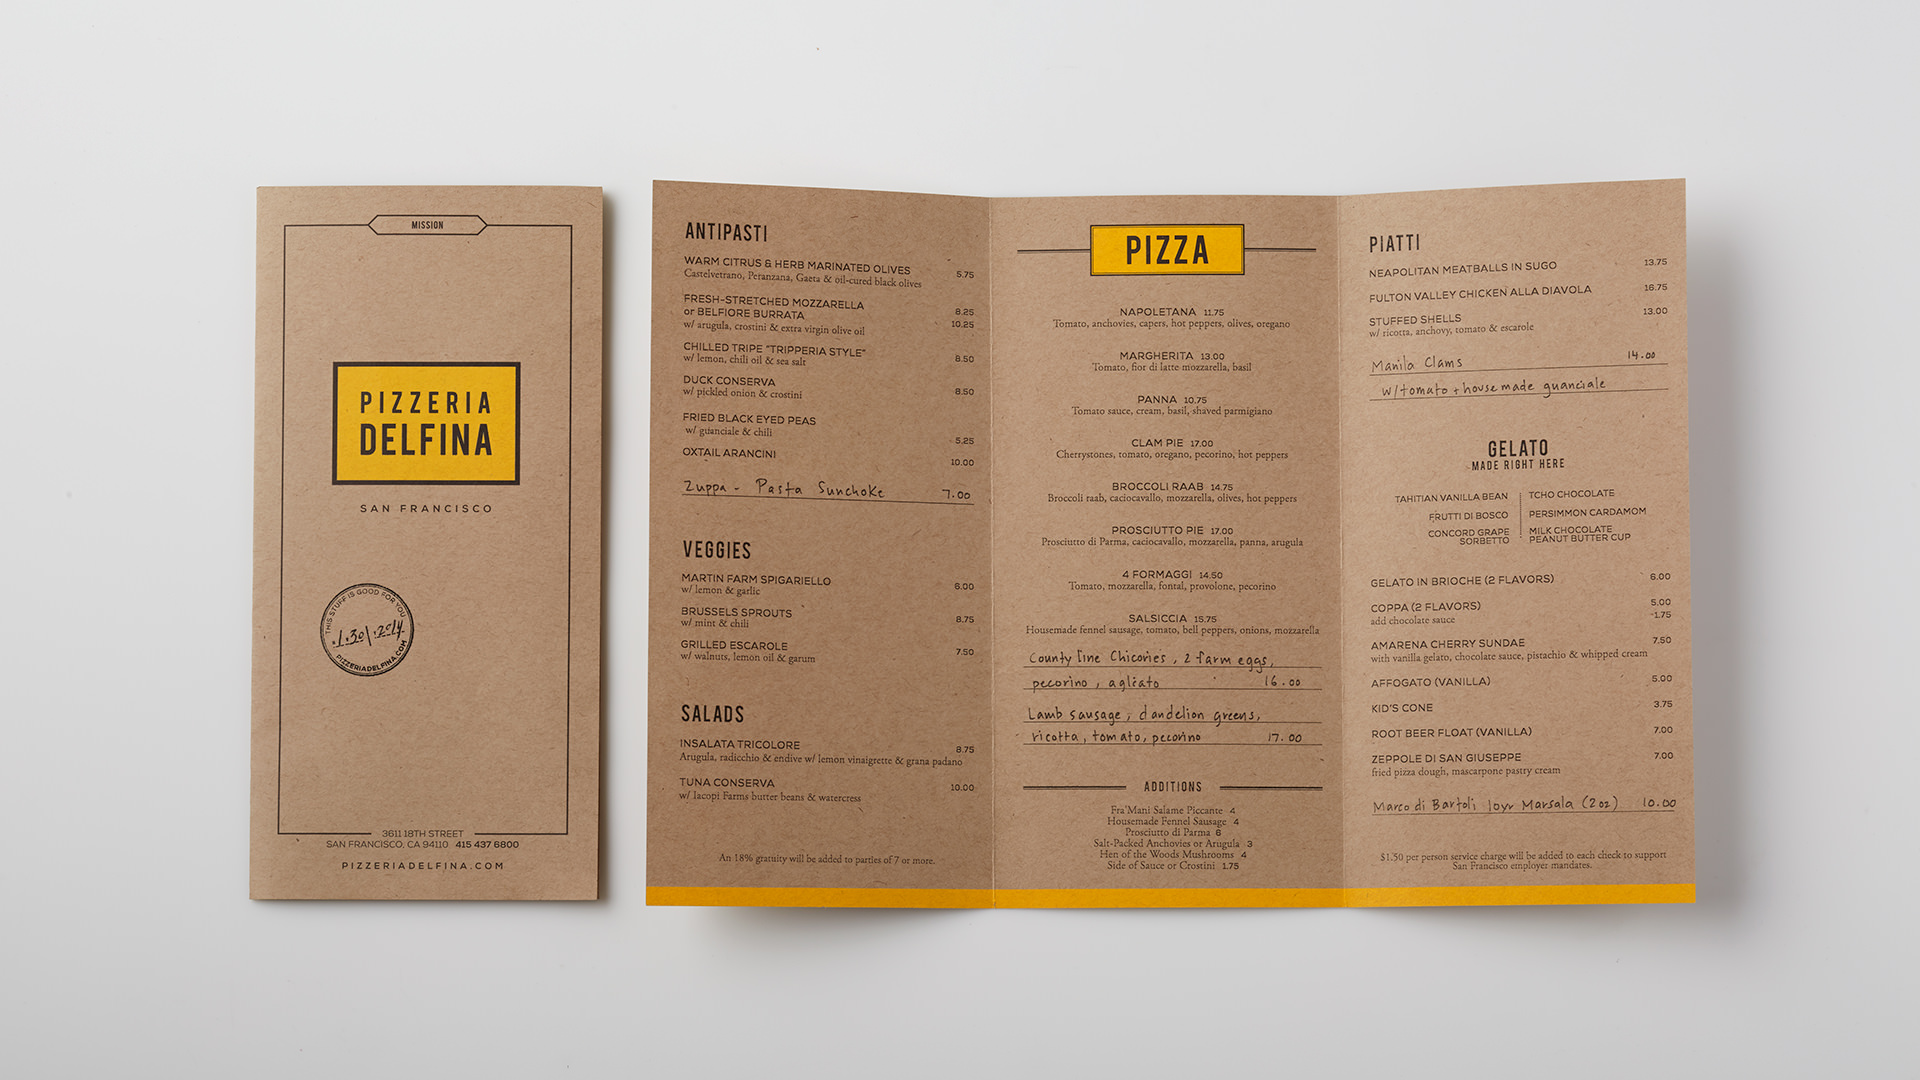 MISSION
PIZZERIA
DELFINA
SAN FRANCISCO
THIS STUFF IS GOOD FOR YOU
1.30.2014
PIZZERIADELFINA.COM
3611 18TH STREET
SAN FRANCISCO, CA 94110 415 437 6800
PIZZERIADELFINA.COM
ANTIPASTI
WARM CITRUS & HERB MARINATED OLIVES
Castelvetrano, Peranzana, Gaeta & oil-cured black olives 5.75
FRESH-STRETCHED MOZZARELLA
or BELFIORE BURRATA 8.25
w/ arugula, crostini & extra virgin olive oil 10.25
CHILLED TRIPE "TRIPPERIA STYLE"
w/ lemon, chili oil & sea salt 8.50
DUCK CONSERVA
w/ pickled onion & crostini 8.50
FRIED BLACK EYED PEAS
w/ guanciale & chili 5.25
OXTAIL ARANCINI 10.00
Zuppa - Pasta Sunchoke 7.00
VEGGIES
MARTIN FARM SPIGARIELLO
w/ lemon & garlic 6.00
BRUSSELS SPROUTS
w/ mint & chili 8.75
GRILLED ESCAROLE
w/ walnuts, lemon oil & garum 7.50
SALADS
INSALATA TRICOLORE 8.75
Arugula, radicchio & endive w/ lemon vinaigrette & grana padano
TUNA CONSERVA 10.00
w/ Iacopi Farms butter beans & watercress
An 18% gratuity will be added to parties of 7 or more.
PIZZA
NAPOLETANA 11.75
Tomato, anchovies, capers, hot peppers, olives, oregano
MARGHERITA 13.00
Tomato, fior di latte mozzarella, basil
PANNA 10.75
Tomato sauce, cream, basil, shaved parmigiano
CLAM PIE 17.00
Cherrystones, tomato, oregano, pecorino, hot peppers
BROCCOLI RAAB 14.75
Broccoli raab, caciocavallo, mozzarella, olives, hot peppers
PROSCIUTTO PIE 17.00
Prosciutto di Parma, caciocavallo, mozzarella, panna, arugula
4 FORMAGGI 14.50
Tomato, mozzarella, fontal, provolone, pecorino
SALSICCIA 15.75
Housemade fennel sausage, tomato, bell peppers, onions, mozzarella
County line Chicories, 2 farm eggs,
pecorino, agliato 16.00
Lamb sausage, dandelion greens,
ricotta, tomato, pecorino 17.00
ADDITIONS
Fra'Mani Salame Piccante 4
Housemade Fennel Sausage 4
Prosciutto di Parma 6
Salt-Packed Anchovies or Arugula 3
Hen of the Woods Mushrooms 4
Side of Sauce or Crostini 1.75
PIATTI
NEAPOLITAN MEATBALLS IN SUGO 13.75
FULTON VALLEY CHICKEN ALLA DIAVOLA 16.75
STUFFED SHELLS 13.00
w/ ricotta, anchovy, tomato & escarole
Manila Clams 14.00
w/ tomato + housemade guanciale
GELATO
MADE RIGHT HERE
TAHITIAN VANILLA BEAN
FRUTTI DI BOSCO
CONCORD GRAPE
SORBETTO
TCHO CHOCOLATE
PERSIMMON CARDAMOM
MILK CHOCOLATE
PEANUT BUTTER CUP
GELATO IN BRIOCHE (2 FLAVORS) 6.00
COPPA (2 FLAVORS) 5.00
add chocolate sauce 1.75
AMARENA CHERRY SUNDAE 7.50
with vanilla gelato, chocolate sauce, pistachio & whipped cream
AFFOGATO (VANILLA) 5.00
KID'S CONE 3.75
ROOT BEER FLOAT (VANILLA) 7.00
ZEPPOLE DI SAN GIUSEPPE 7.00
fried pizza dough, mascarpone pastry cream
Marco di Bartoli 10yr Marsala (2oz) 10.00
$1.50 per person service charge will be added to each check to support
San Francisco employer mandates.